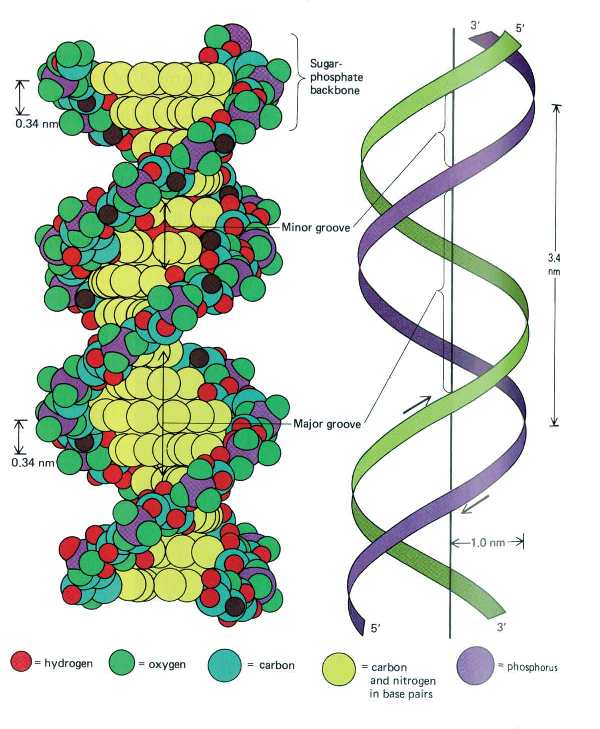 3′
5′
Sugar-
phosphate
backbone
0.34 nm
Minor groove
3.4
nm
Major groove
0.34 nm
1.0 nm
5′
3′
= hydrogen
= oxygen
= carbon
= carbon
and nitrogen
in base pairs
= phosphorus